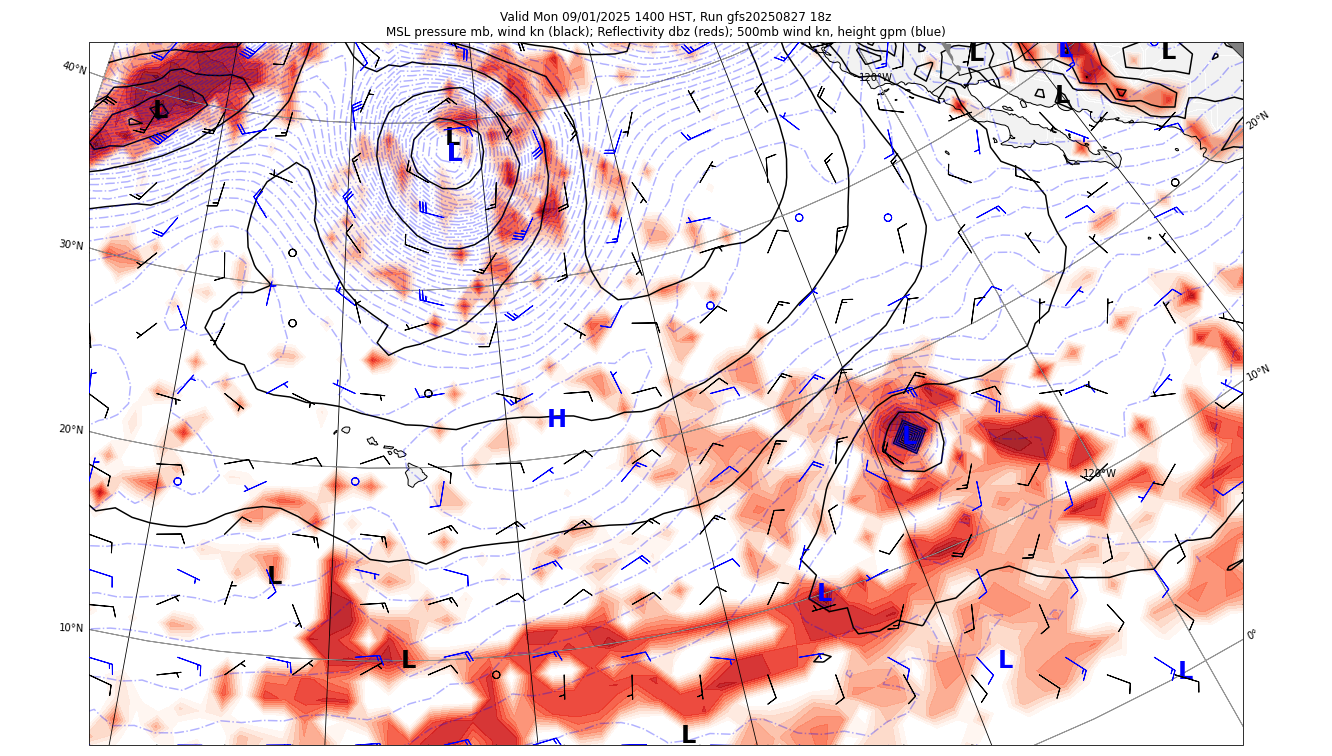 Valid Mon 09/01/2025 1400 HST, Run gfs20250827 18z
MSL pressure mb, wind kn (black); Reflectivity dbz (reds); 500mb wind kn, height gpm (blue)
L L L
40°N 128°W
L L
20°N
L
L
30°N
10°N
H
20°N L
120°W
L
L
10°N 0°
L L L
L